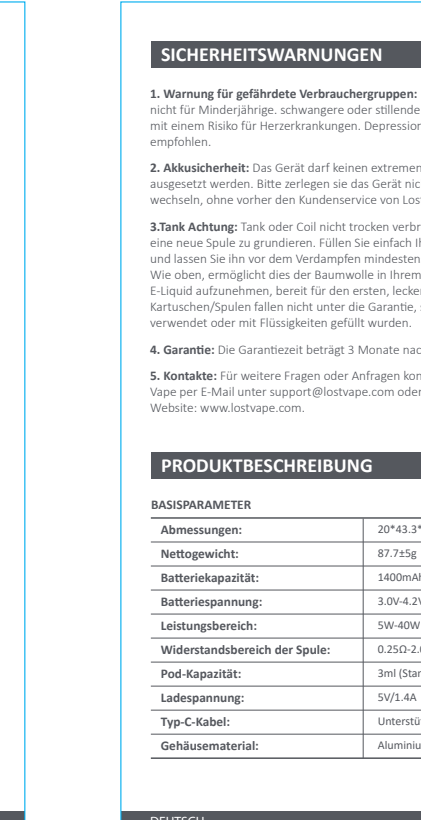 SICHERHEITSWARNUNGEN
1. Warnung für gefährdete Verbrauchergruppen:
nicht für Minderjährige. schwangere oder stillende
mit einem Risiko für Herzerkrankungen. Depression
empfohlen.
2. Akkusicherheit: Das Gerät darf keinen extremen
ausgesetzt werden. Bitte zerlegen sie das Gerät nic
wechseln, ohne vorher den Kundenservice von Los
3.Tank Achtung: Tank oder Coil nicht trocken verbr
eine neue Spule zu grundieren. Füllen Sie einfach I
und lassen Sie ihn vor dem Verdampfen mindesten
Wie oben, ermöglicht dies der Baumwolle in Ihrem
E-Liquid aufzunehmen, bereit für den ersten, lecker
Kartuschen/Spulen fallen nicht unter die Garantie,
verwendet oder mit Flüssigkeiten gefüllt wurden.
4. Garantie: Die Garantiezeit beträgt 3 Monate nac
5. Kontakte: Für weitere Fragen oder Anfragen kon
Vape per E-Mail unter support@lostvape.com oder
Website: www.lostvape.com.
PRODUKTBESCHREIBUNG
BASISPARAMETER
Abmessungen: 20*43.3*
Nettogewicht: 87.7±5g
Batteriekapazität: 1400mAh
Batteriespannung: 3.0V-4.2V
Leistungsbereich: 5W-40W
Widerstandsbereich der Spule: 0.25Ω-2.
Pod-Kapazität: 3ml (Stan
Ladespannung: 5V/1.4A
Typ-C-Kabel: Unterstü
Gehäusematerial: Aluminiu
DEUTSCH